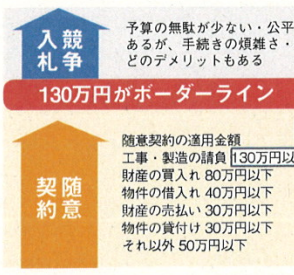 競争
入札
予算の無駄が少ない・公平
あるが、手続きの煩雑さ・
どのデメリットもある
130万円がボーダーライン
随意
契約
随意契約の適用金額
工事・製造の請負 130万円以
財産の買入れ 80万円以下
物件の借入れ 40万円以下
財産の売払い 30万円以下
物件の貸付け 30万円以下
それ以外 50万円以下